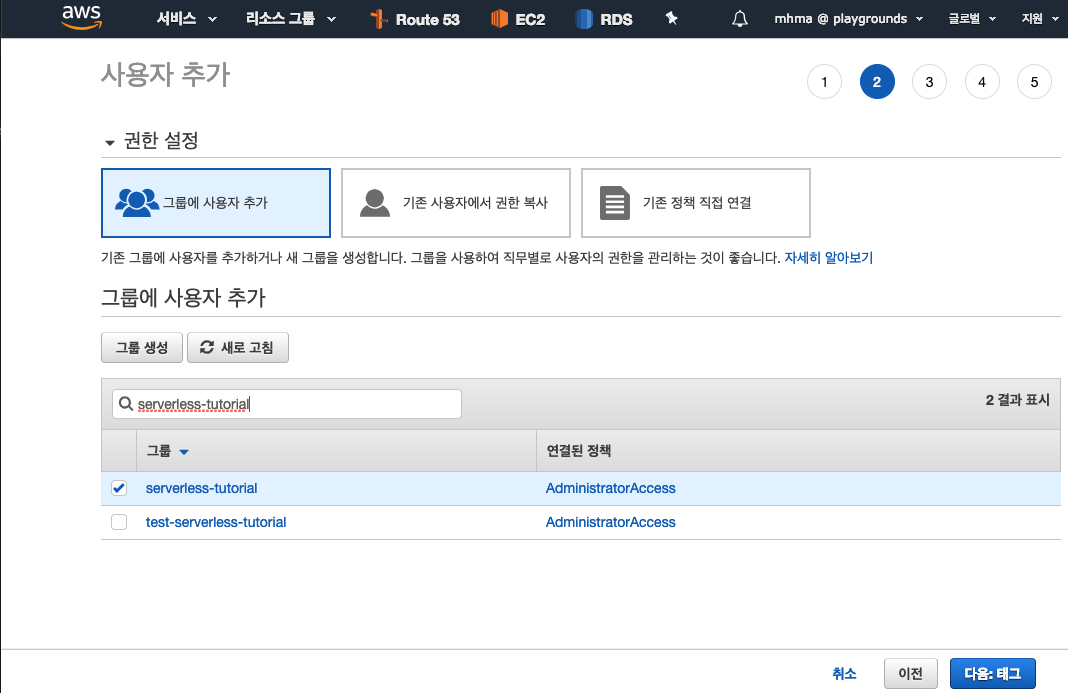 aws 서비스 리소스 그룹 Route 53 EC2 RDS mhma @ playgrounds 글로벌 지원
사용자 추가 1 2 3 4 5
권한 설정
그룹에 사용자 추가 기존 사용자에서 권한 복사 기존 정책 직접 연결
기존 그룹에 사용자를 추가하거나 새 그룹을 생성합니다. 그룹을 사용하여 직무별로 사용자의 권한을 관리하는 것이 좋습니다. 자세히 알아보기
그룹에 사용자 추가
그룹 생성 새로 고침
serverless-tutorial 2 결과 표시
그룹 연결된 정책
serverless-tutorial AdministratorAccess
test-serverless-tutorial AdministratorAccess
취소 이전 다음: 태그